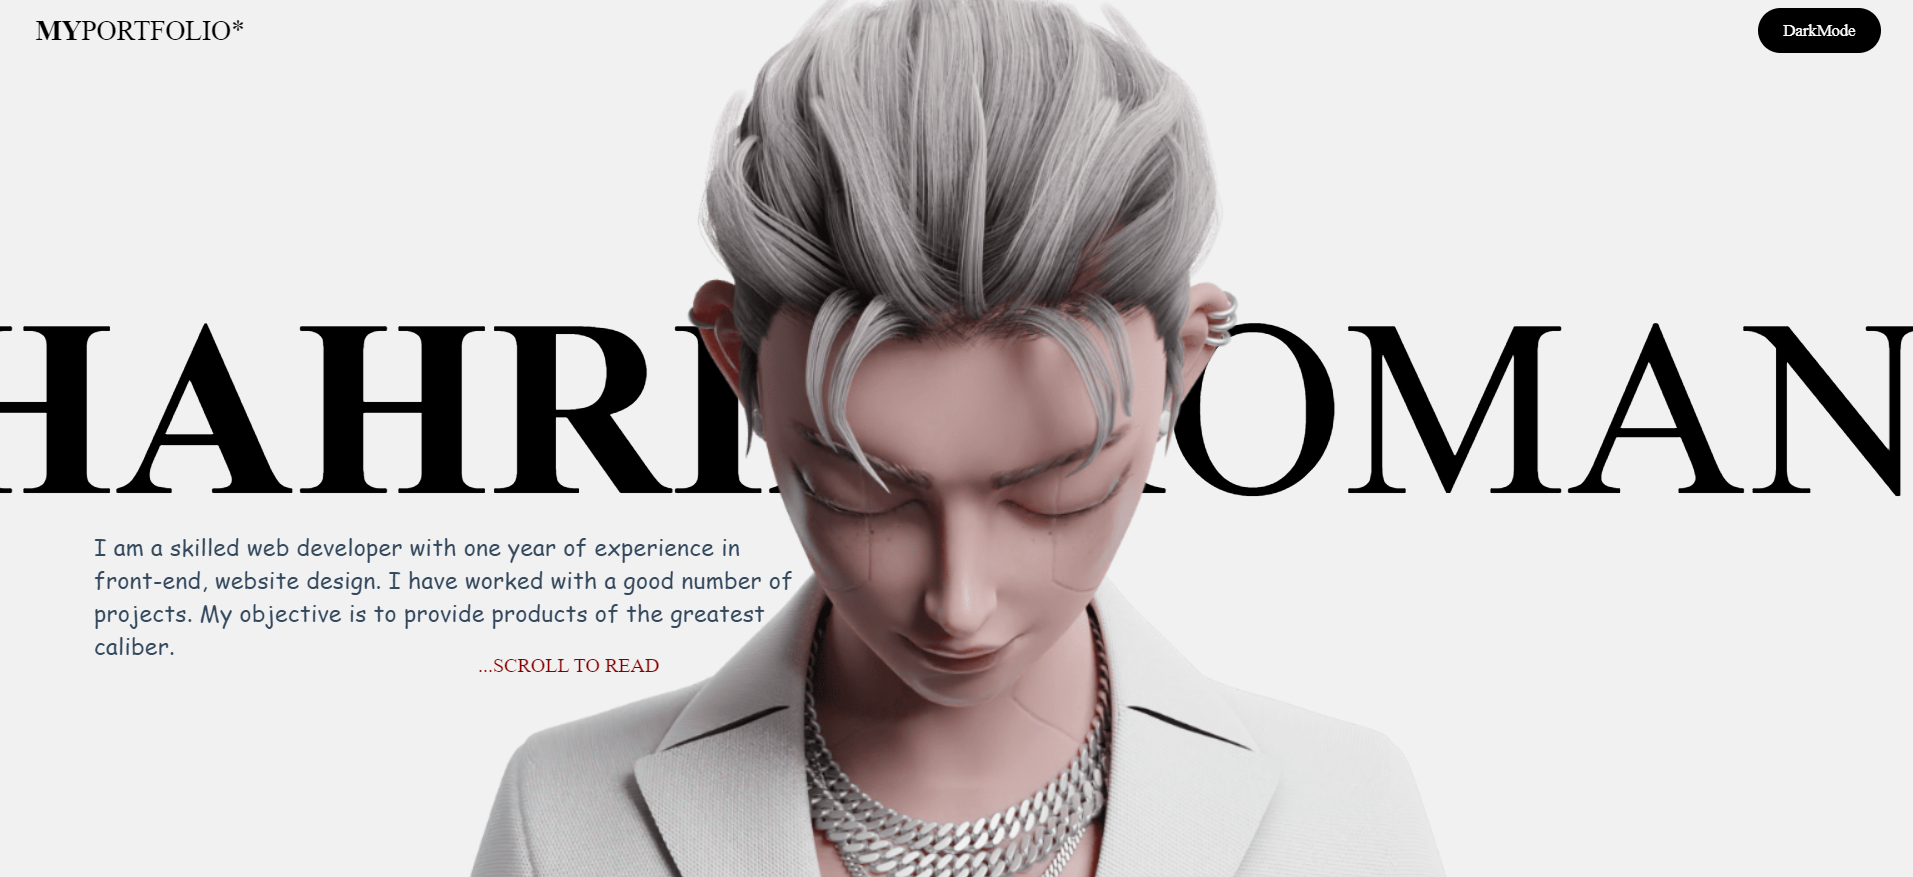 MYPORTFOLIO*
DarkMode
HAHRI OMAN
I am a skilled web developer with one year of experience in
front-end, website design. I have worked with a good number of
projects. My objective is to provide products of the greatest
caliber.
...SCROLL TO READ